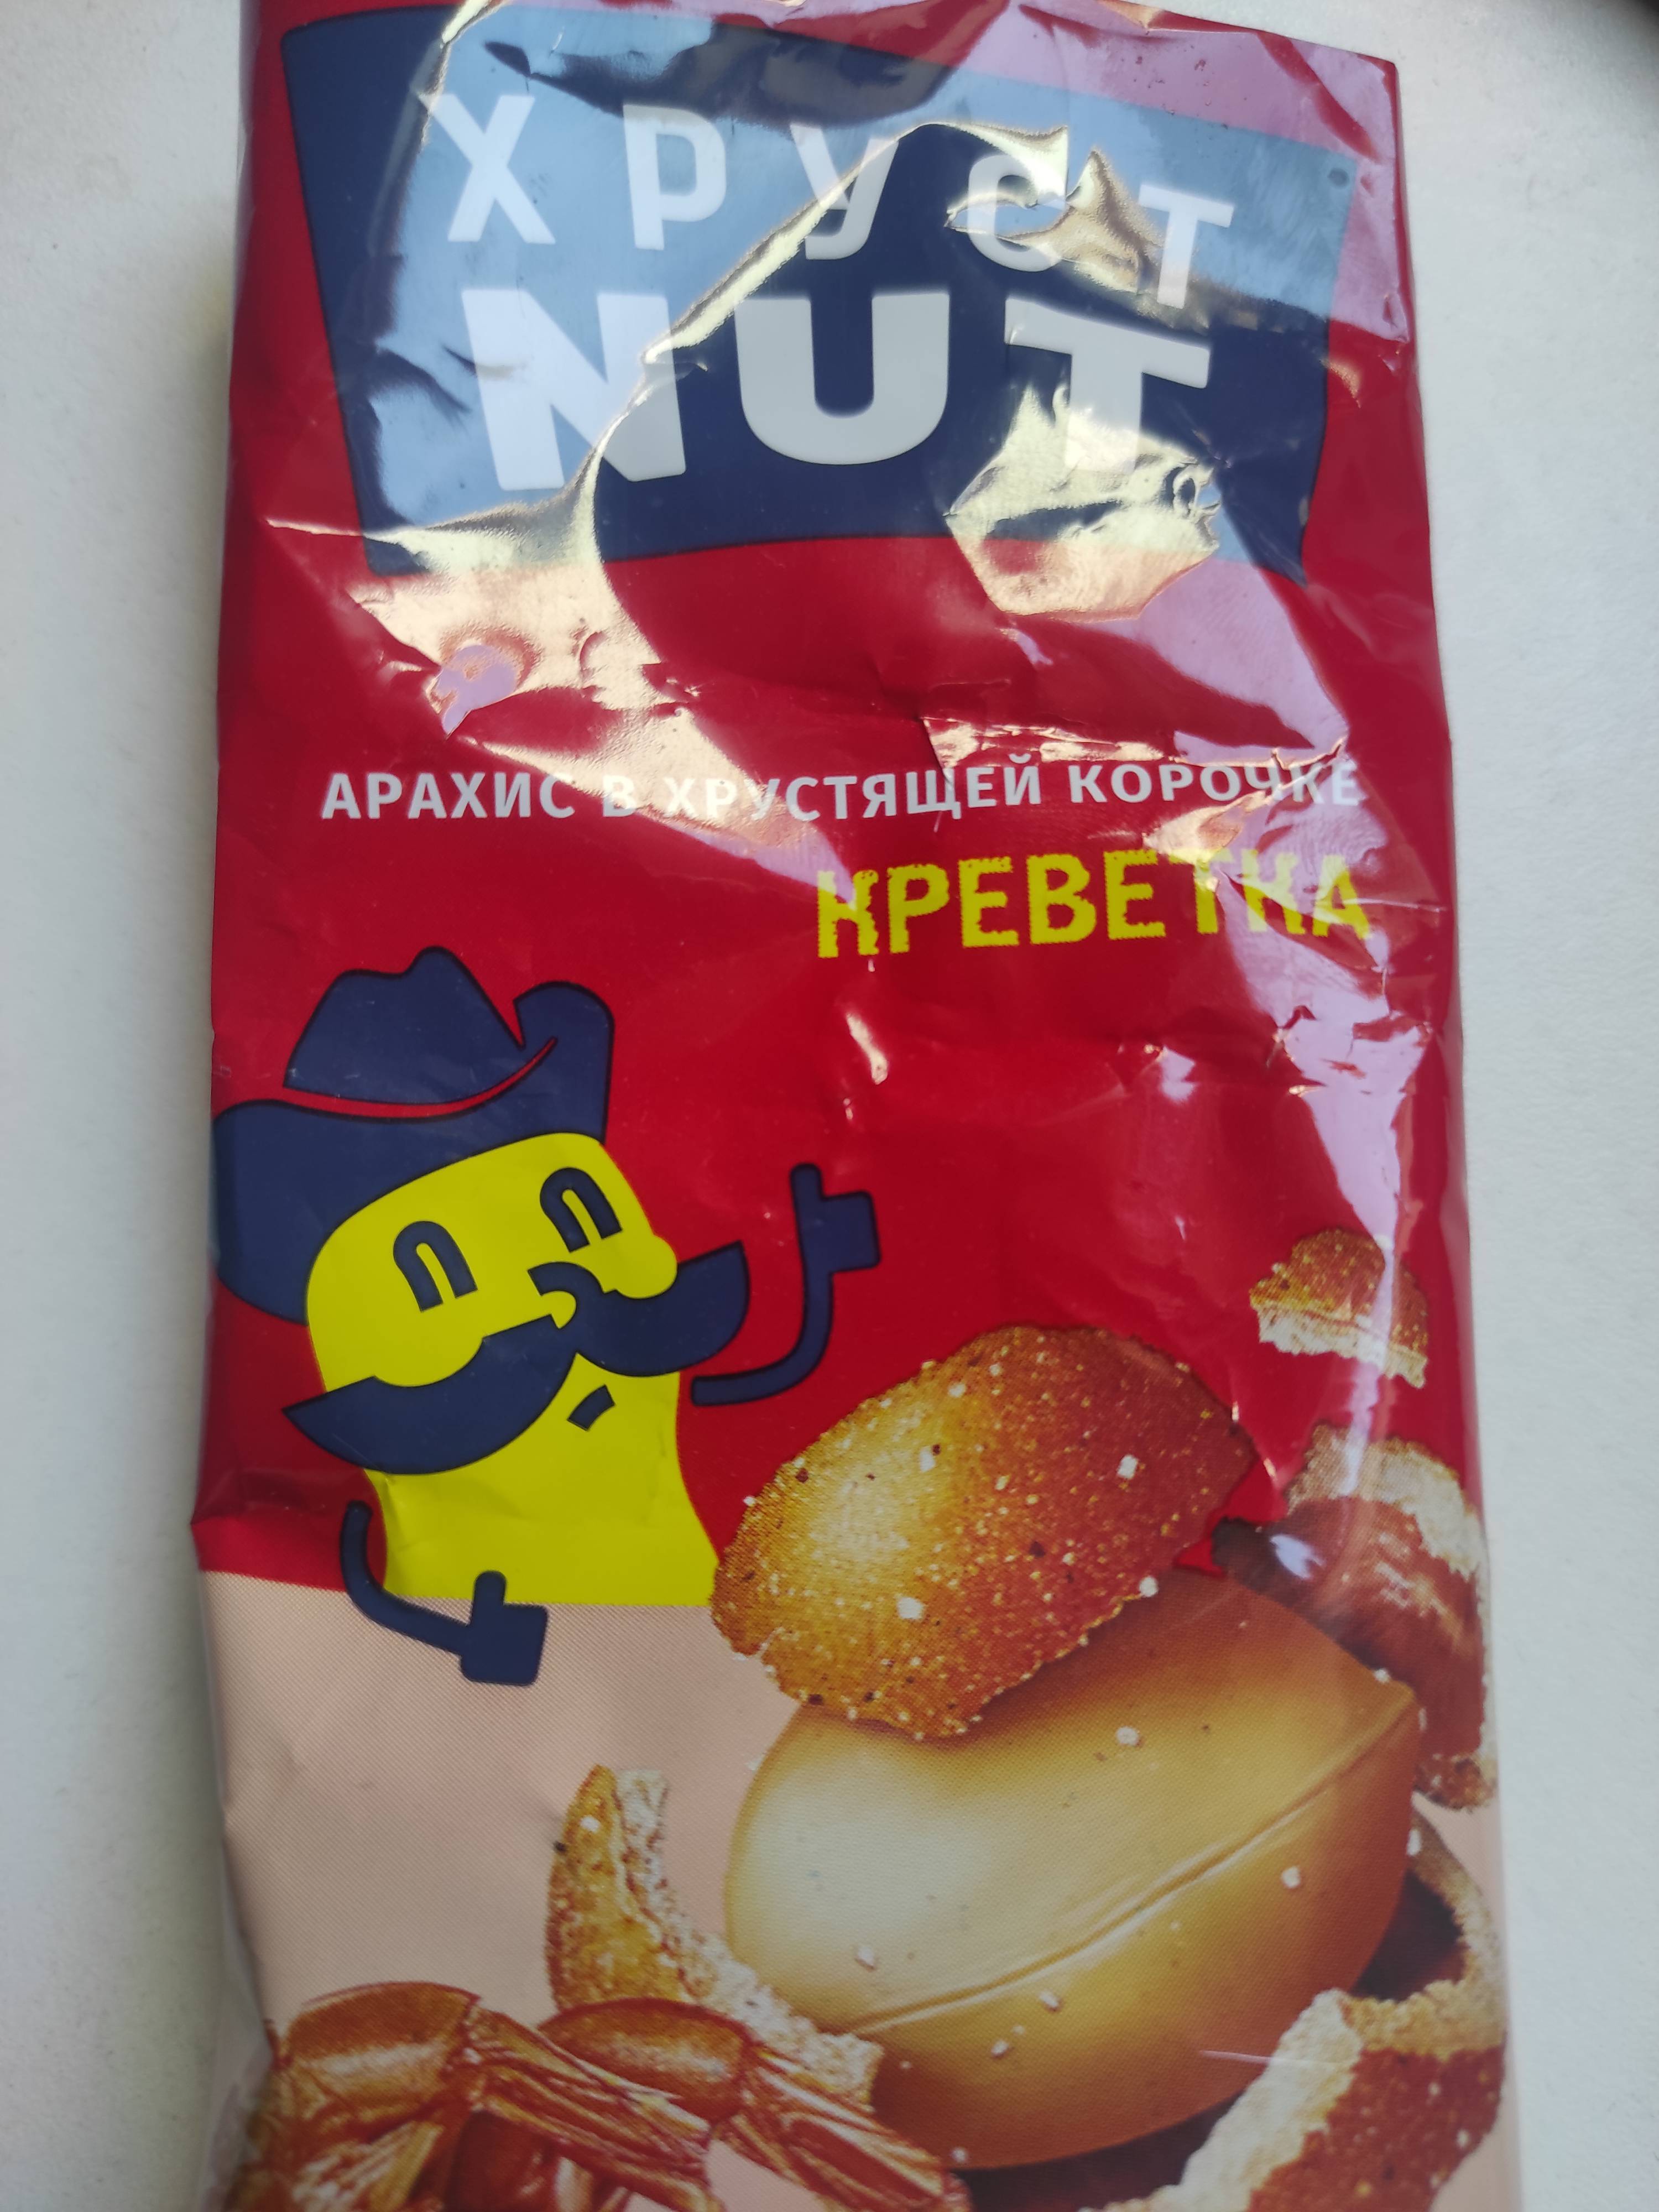 ХРУСТ
NUT
АРАХИС В ХРУСТЯЩЕЙ КОРОЧКЕ
КРЕВЕТКА